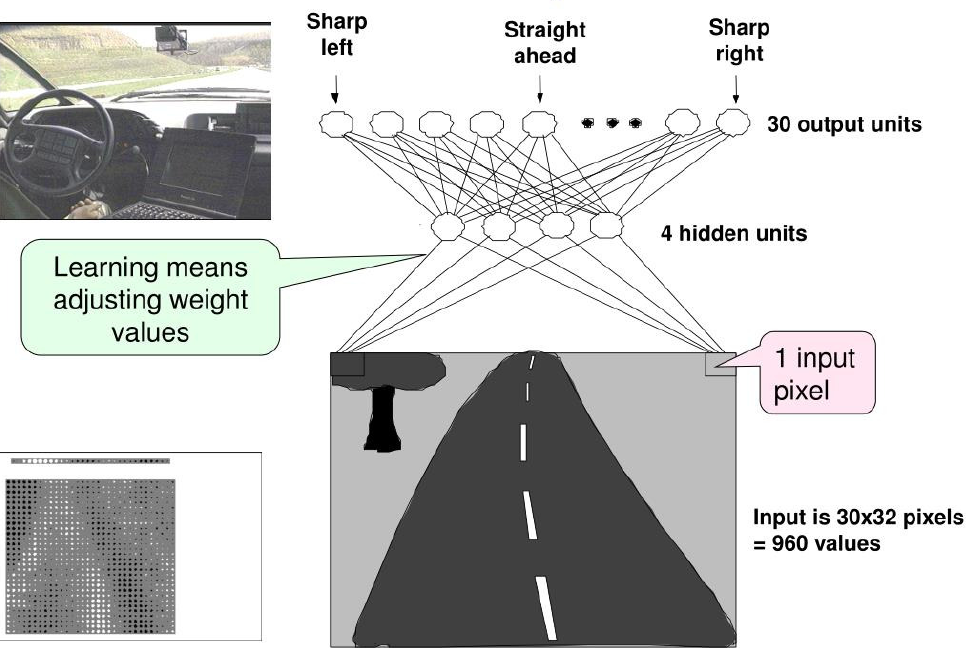 Sharp
left
Straight
ahead
Sharp
right
30 output units
4 hidden units
Learning means
adjusting weight
values
1 input
pixel
Input is 30x32 pixels
= 960 values